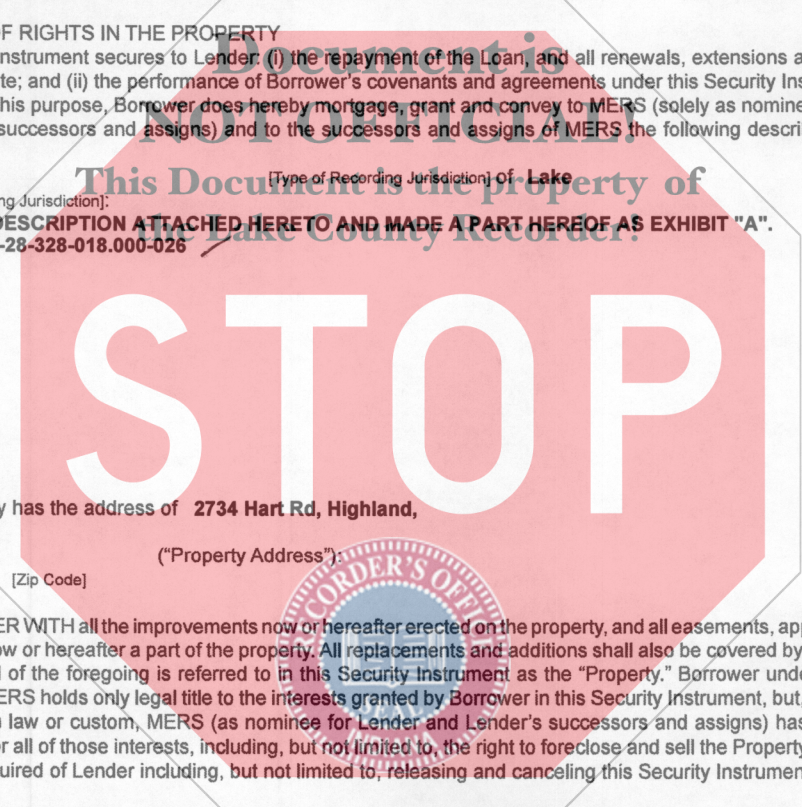 OF RIGHTS IN THE PROPERTY
Document is
nstrument secures to Lender: (i) the repayment of the Loan, and all renewals, extensions a
te; and (ii) the performance of Borrower's covenants and agreements under this Security Ins
his purpose, Borrower does hereby mortgage, grant and convey to MERS (solely as nomine
NOT OFFICIAL!
successors and assigns) and to the successors and assigns of MERS the following descri
[Type of Recording Jurisdiction] of Lake
This Document is the property of
ng Jurisdiction]:
DESCRIPTION ATTACHED HERETO AND MADE A PART HEREOF AS EXHIBIT "A".
the Lake County Recorder!
-28-328-018.000-026
STOP
y has the address of 2734 Hart Rd, Highland,
("Property Address"):
[Zip Code]
RECORDER'S OFFICE
ER WITH all the improvements now or hereafter erected on the property, and all easements, app
ow or hereafter a part of the property. All replacements and additions shall also be covered by
l of the foregoing is referred to in this Security Instrument as the "Property." Borrower unde
ERS holds only legal title to the interests granted by Borrower in this Security Instrument, but
SEAL
law or custom, MERS (as nominee for Lender and Lender's successors and assigns) has
INDIANA
or all of those interests, including, but not limited to, the right to foreclose and sell the Property
uired of Lender including, but not limited to, releasing and canceling this Security Instrumen